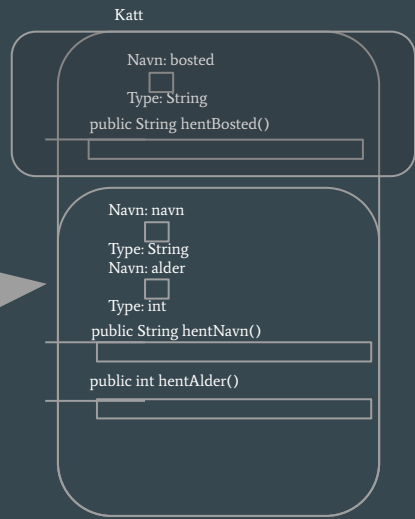 Katt
Navn: bosted
Type: String
public String hentBosted()
Navn: navn
Type: String
Navn: alder
Type: int
public String hentNavn()
public int hentAlder()